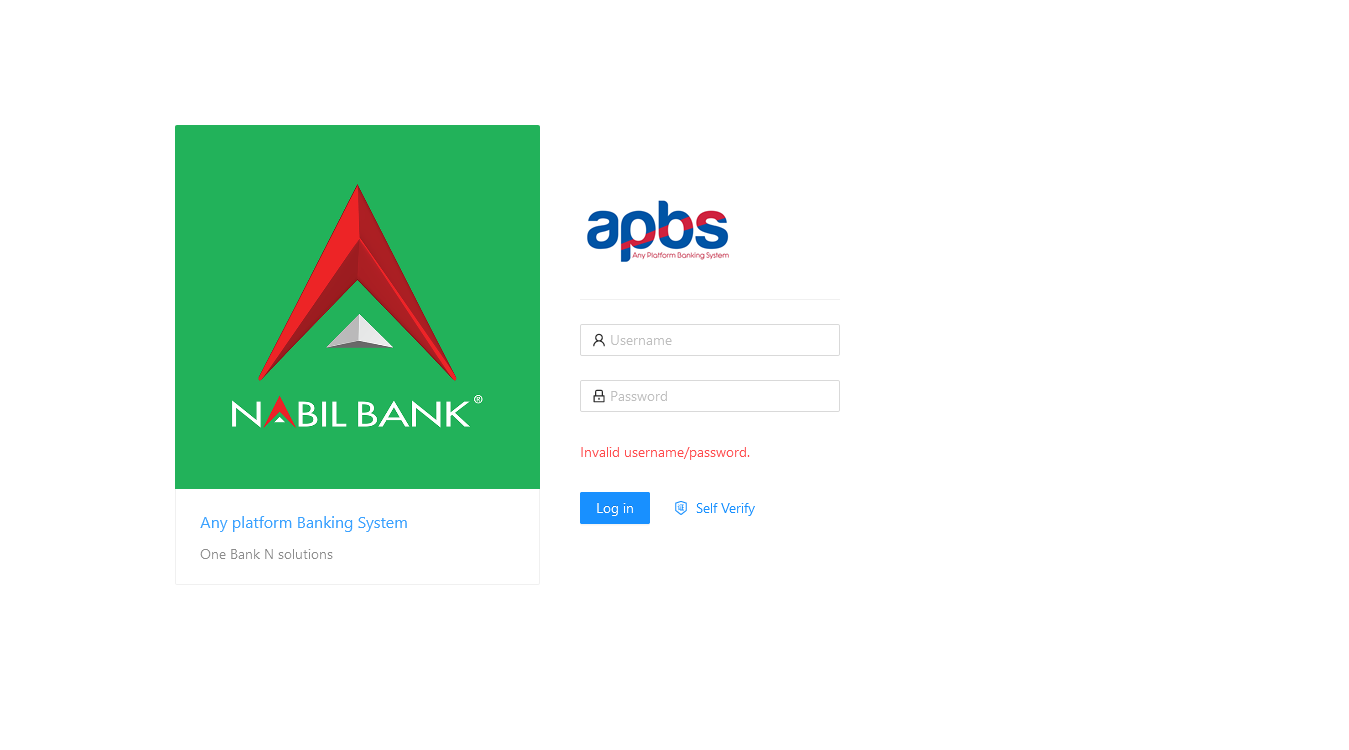 NABIL BANK®
Any platform Banking System
One Bank N solutions
apbs
Any Platform Banking System
Username
Password
Invalid username/password.
Log in
Self Verify